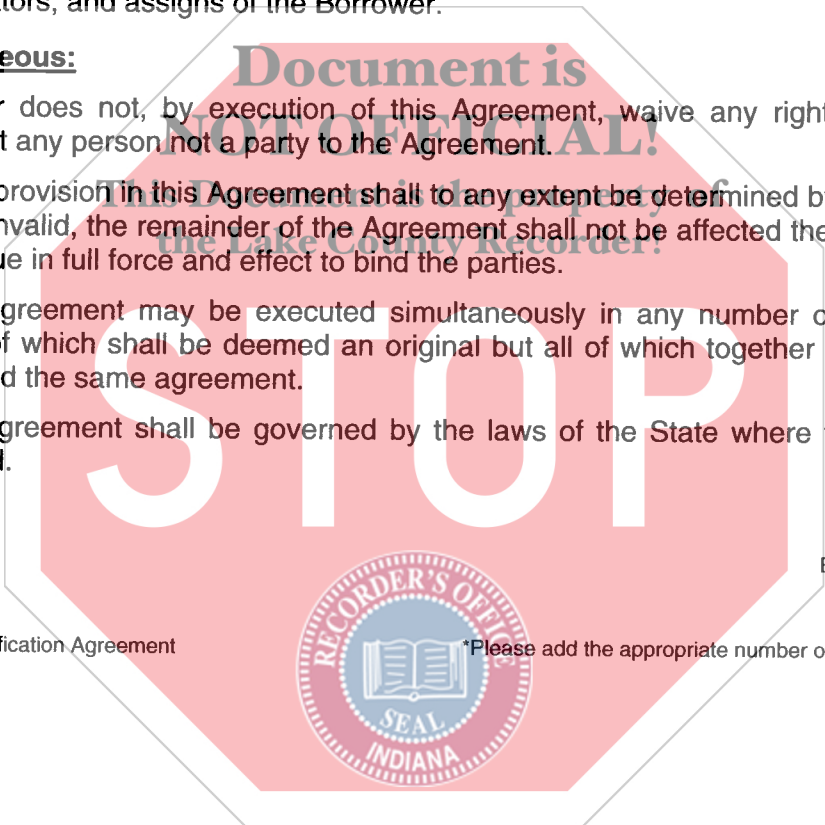 tors, and assigns of the Borrower.
eous:
r does not, by execution of this Agreement, waive any right
t any person not a party to the Agreement.
provision in this Agreement shall to any extent be determined by
nvalid, the remainder of the Agreement shall not be affected the
ue in full force and effect to bind the parties.
greement may be executed simultaneously in any number o
f which shall be deemed an original but all of which together
d the same agreement.
greement shall be governed by the laws of the State where
d.
Document is
NOT OFFICIAL!
This Document is the property of
the Lake County Recorder!
STOP
RECORDER'S OFFICE
SEAL
INDIANA
fication Agreement
*Please add the appropriate number o